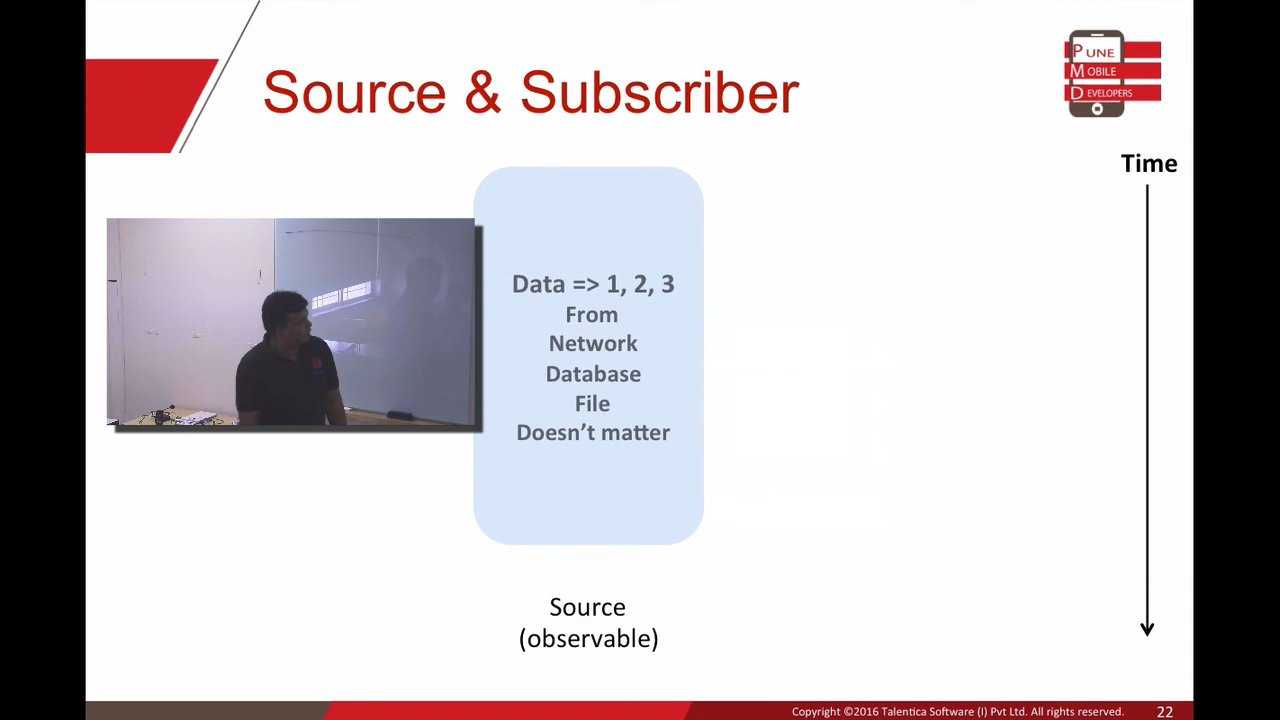 Source & Subscriber
PUNE
MOBILE
DEVELOPERS
Time
Data => 1, 2, 3
From
Network
Database
File
Doesn't matter
Source
(observable)
Copyright ©2016 Talentica Software (I) Pvt Ltd. All rights reserved.
22